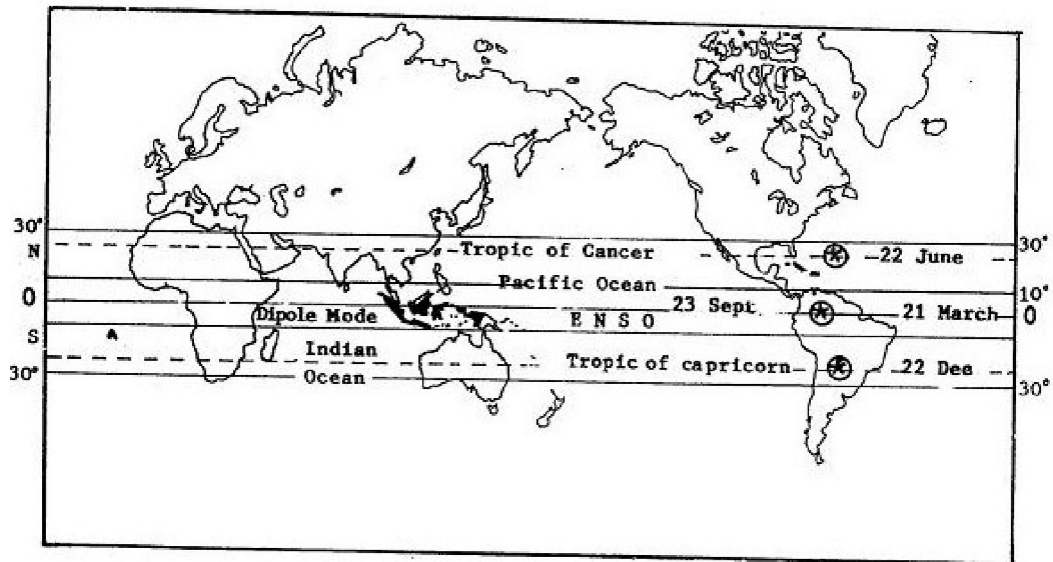 30°
30°
N
Tropic of Cancer
22 June
Pacific Ocean
10°
0
23 Sept
21 March
0
Dipole Mode
E N S O
S
A
Indian
Tropic of capricorn
22 Dee
30°
Ocean
30°